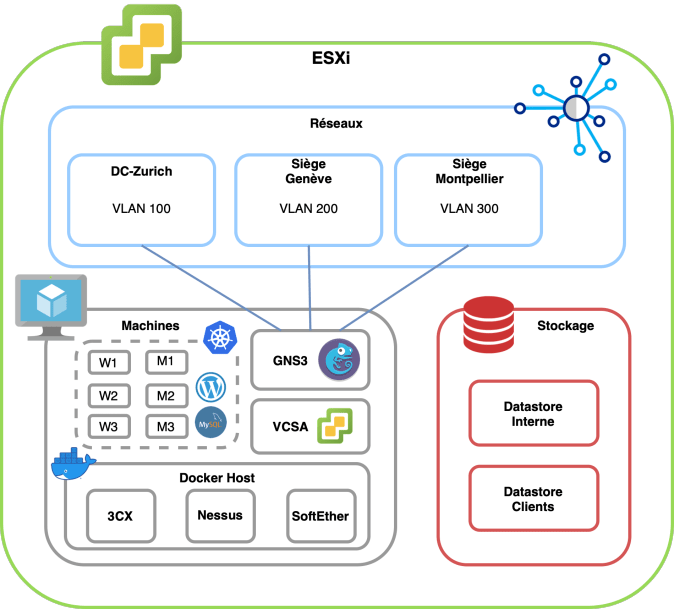 ESXi
Réseaux
DC-Zurich
VLAN 100
Siège
Genève
VLAN 200
Siège
Montpellier
VLAN 300
Machines
W1
M1
W2
M2
W3
M3
MySQL
GNS3
VCSA
Docker Host
3CX
Nessus
SoftEther
Stockage
Datastore
Interne
Datastore
Clients